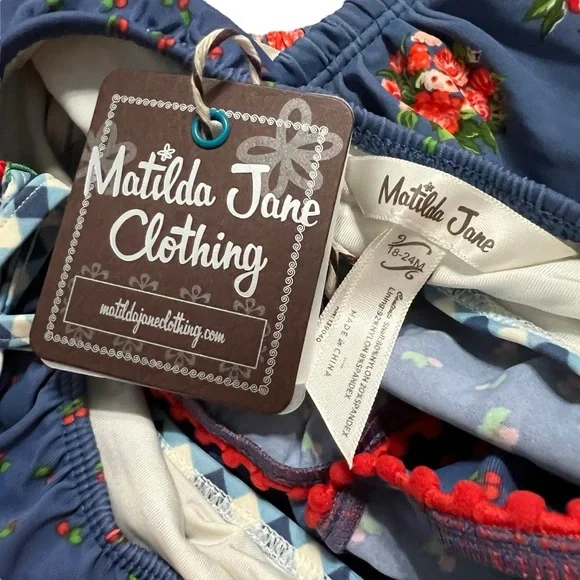 Matilda Jane
Clothing
matildajaneclothing.com
Matilda Jane
18-24M
MADE IN CHINA